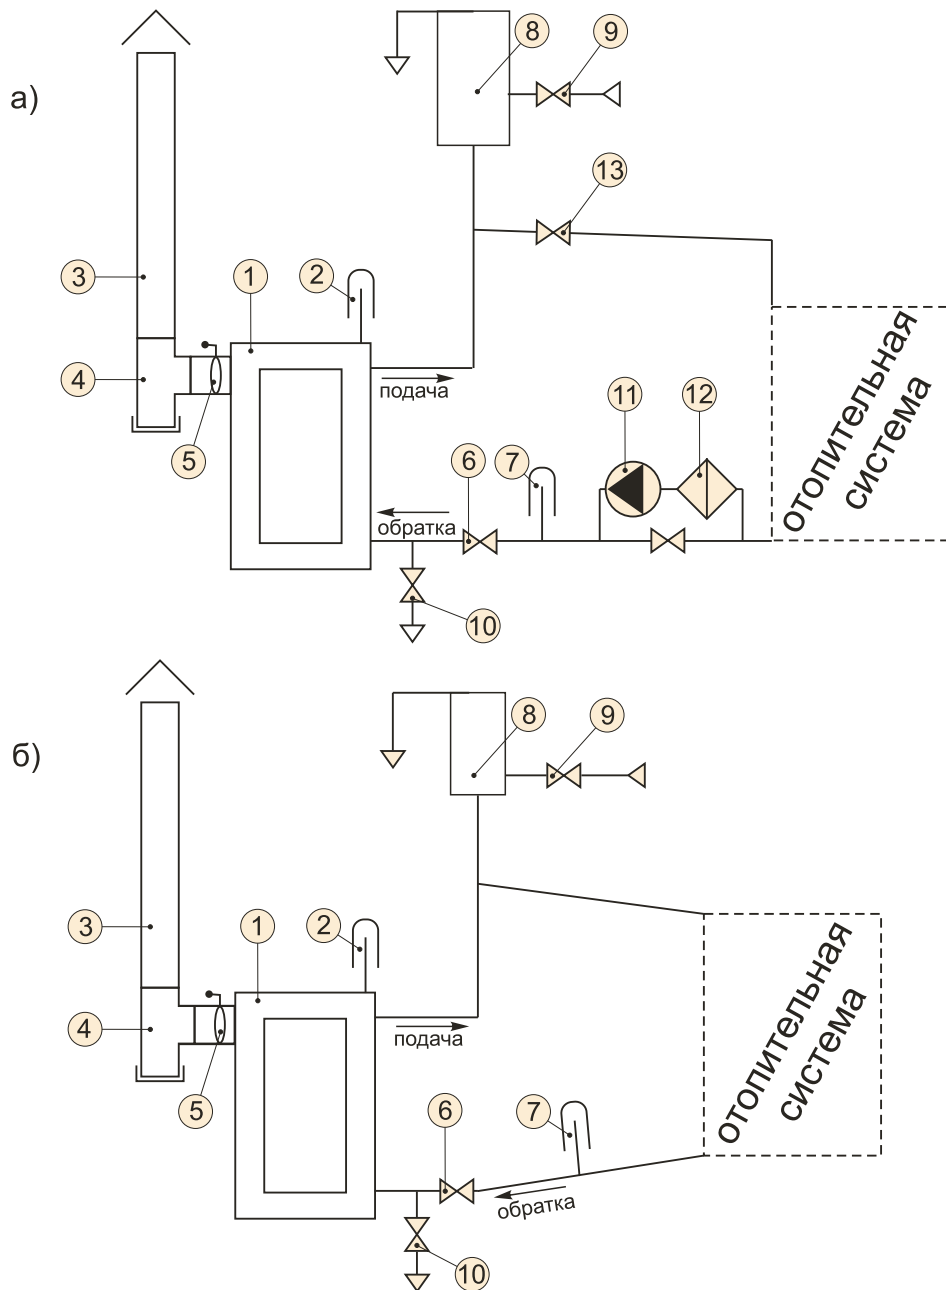 а)
8
9
13
3
1
2
4
подача
11
12
5
6
7
обратка
10
отопительная
система
б)
8
9
3
1
2
4
подача
5
6
7
обратка
10
отопительная
система